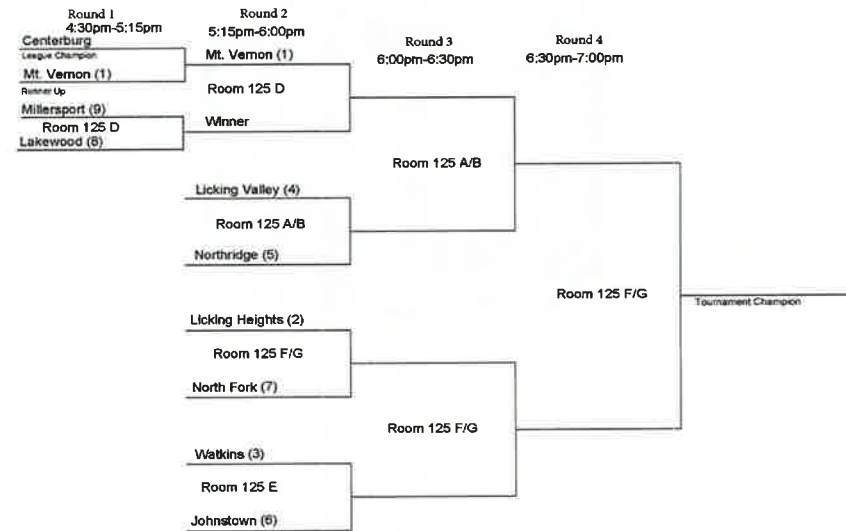 Round 1
4:30pm-5:15pm
Round 2
5:15pm-6:00pm
Round 3
6:00pm-6:30pm
Round 4
6:30pm-7:00pm
Centerburg
League Champion
Mt. Vernon (1)
Runner Up
Millersport (9)
Room 125 D
Lakewood (8)
Mt. Vernon (1)
Room 125 D
Winner
Licking Valley (4)
Room 125 A/B
Northridge (5)
Licking Heights (2)
Room 125 F/G
North Fork (7)
Watkins (3)
Room 125 E
Johnstown (6)
Room 125 A/B
Room 125 F/G
Room 125 F/G
Tournament Champion